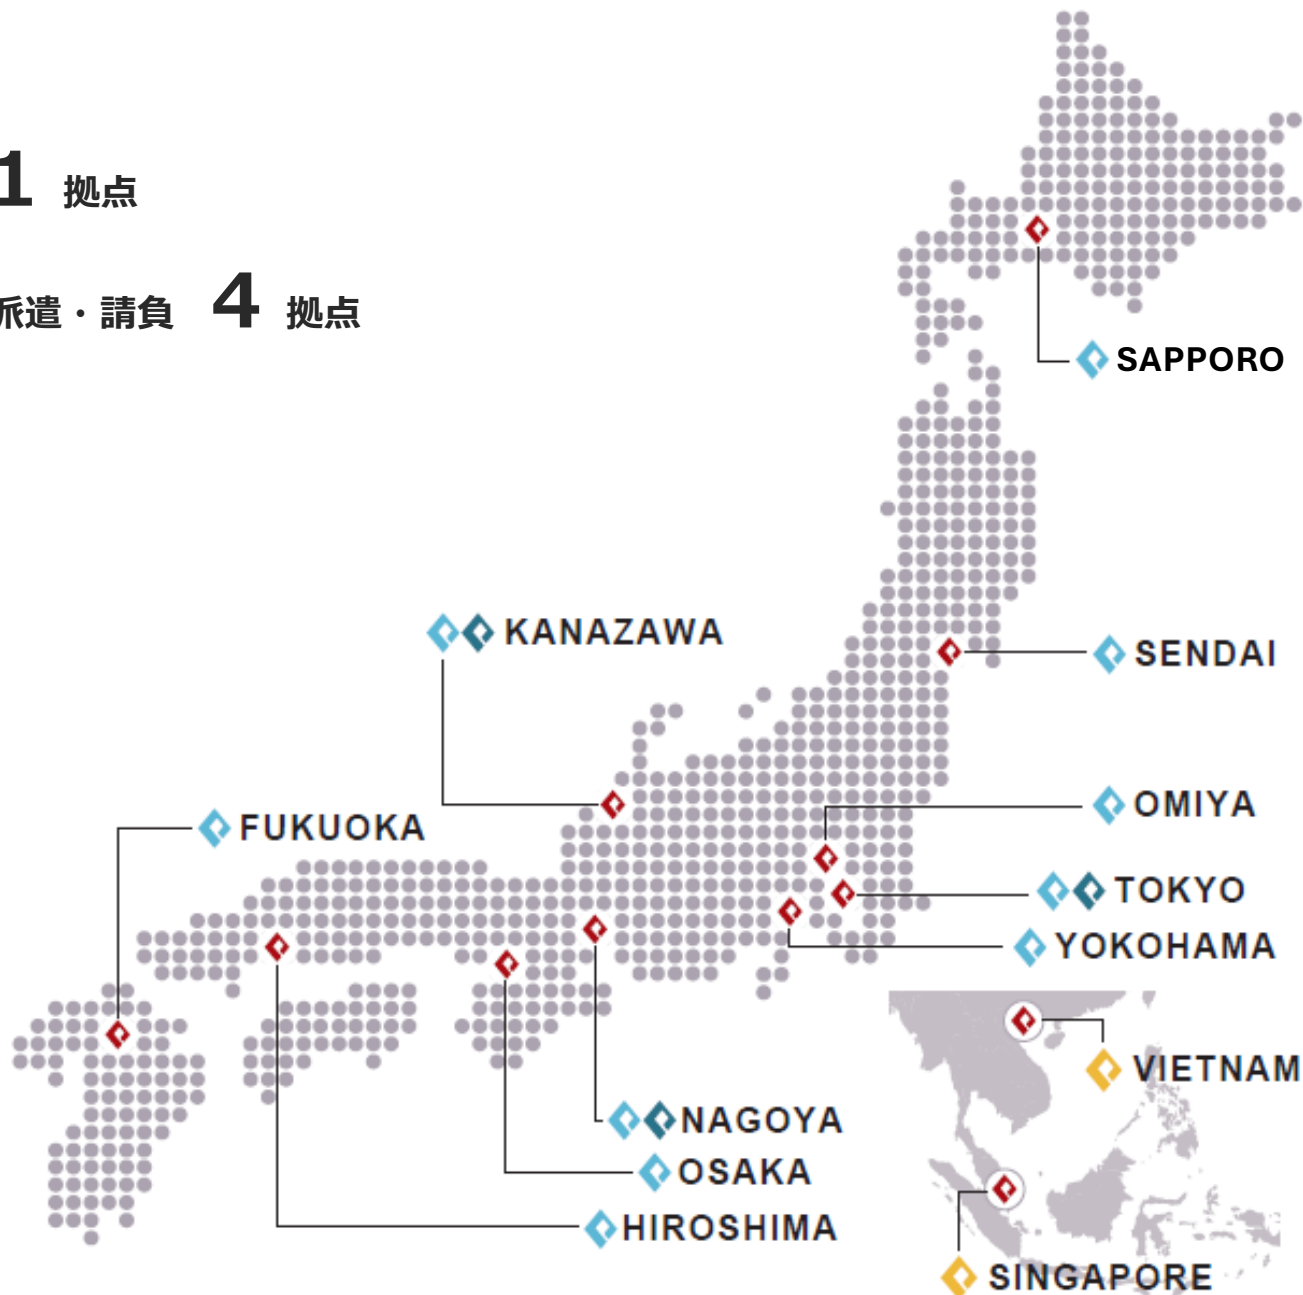 1 拠点
派遣・請負 4 拠点
SAPPORO
KANAZAWA
SENDAI
OMIYA
FUKUOKA
TOKYO
YOKOHAMA
VIETNAM
NAGOYA
OSAKA
HIROSHIMA
SINGAPORE